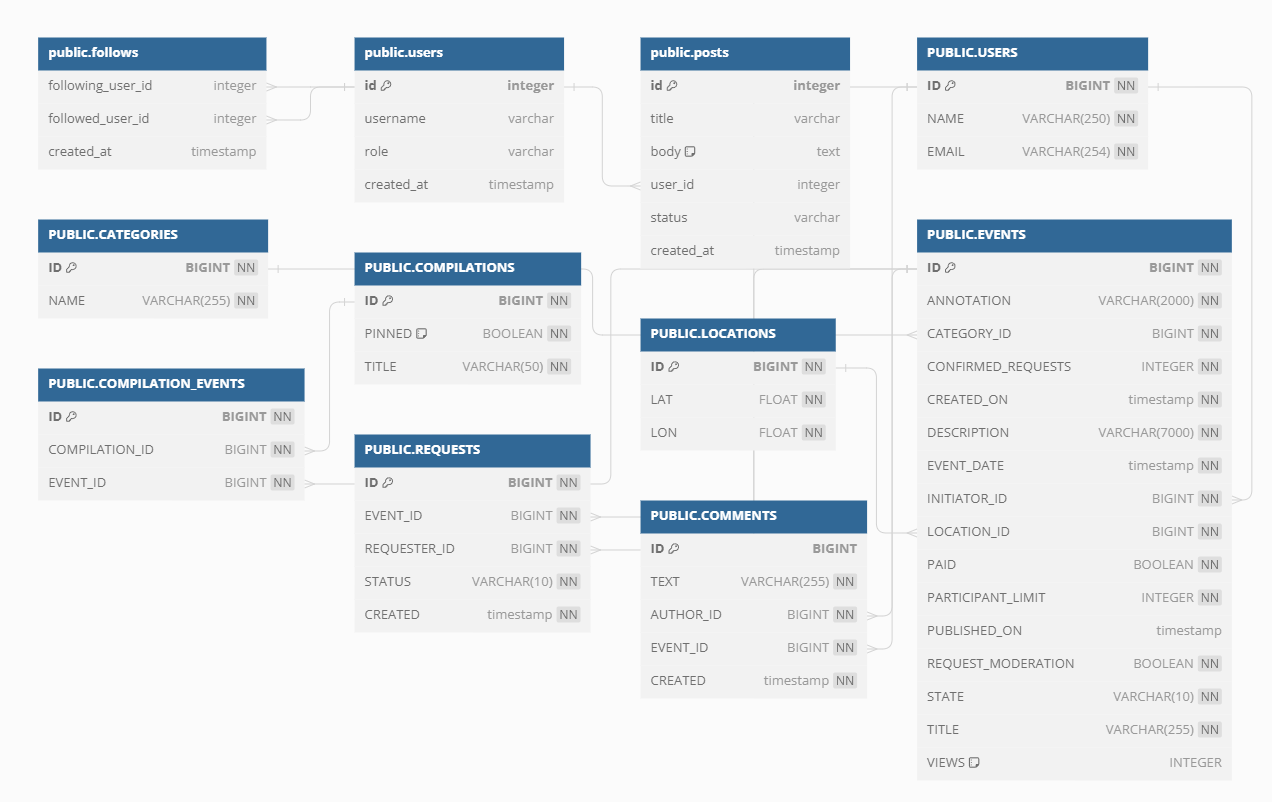 public.follows
following_user_id integer
followed_user_id integer
created_at timestamp
public.users
id integer
username varchar
role varchar
created_at timestamp
public.posts
id integer
title varchar
body text
user_id integer
status varchar
created_at timestamp
PUBLIC.USERS
ID BIGINT NN
NAME VARCHAR(250) NN
EMAIL VARCHAR(254) NN
PUBLIC.CATEGORIES
ID BIGINT NN
NAME VARCHAR(255) NN
PUBLIC.COMPILATIONS
ID BIGINT NN
PINNED BOOLEAN NN
TITLE VARCHAR(50) NN
PUBLIC.LOCATIONS
ID BIGINT NN
LAT FLOAT NN
LON FLOAT NN
PUBLIC.EVENTS
ID BIGINT NN
ANNOTATION VARCHAR(2000) NN
CATEGORY_ID BIGINT NN
CONFIRMED_REQUESTS INTEGER NN
CREATED_ON timestamp NN
DESCRIPTION VARCHAR(7000) NN
EVENT_DATE timestamp NN
INITIATOR_ID BIGINT NN
LOCATION_ID BIGINT NN
PAID BOOLEAN NN
PARTICIPANT_LIMIT INTEGER NN
PUBLISHED_ON timestamp
REQUEST_MODERATION BOOLEAN NN
STATE VARCHAR(10) NN
TITLE VARCHAR(255) NN
VIEWS INTEGER
PUBLIC.COMPILATION_EVENTS
ID BIGINT NN
COMPILATION_ID BIGINT NN
EVENT_ID BIGINT NN
PUBLIC.REQUESTS
ID BIGINT NN
EVENT_ID BIGINT NN
REQUESTER_ID BIGINT NN
STATUS VARCHAR(10) NN
CREATED timestamp NN
PUBLIC.COMMENTS
ID BIGINT
TEXT VARCHAR(255) NN
AUTHOR_ID BIGINT NN
EVENT_ID BIGINT NN
CREATED timestamp NN